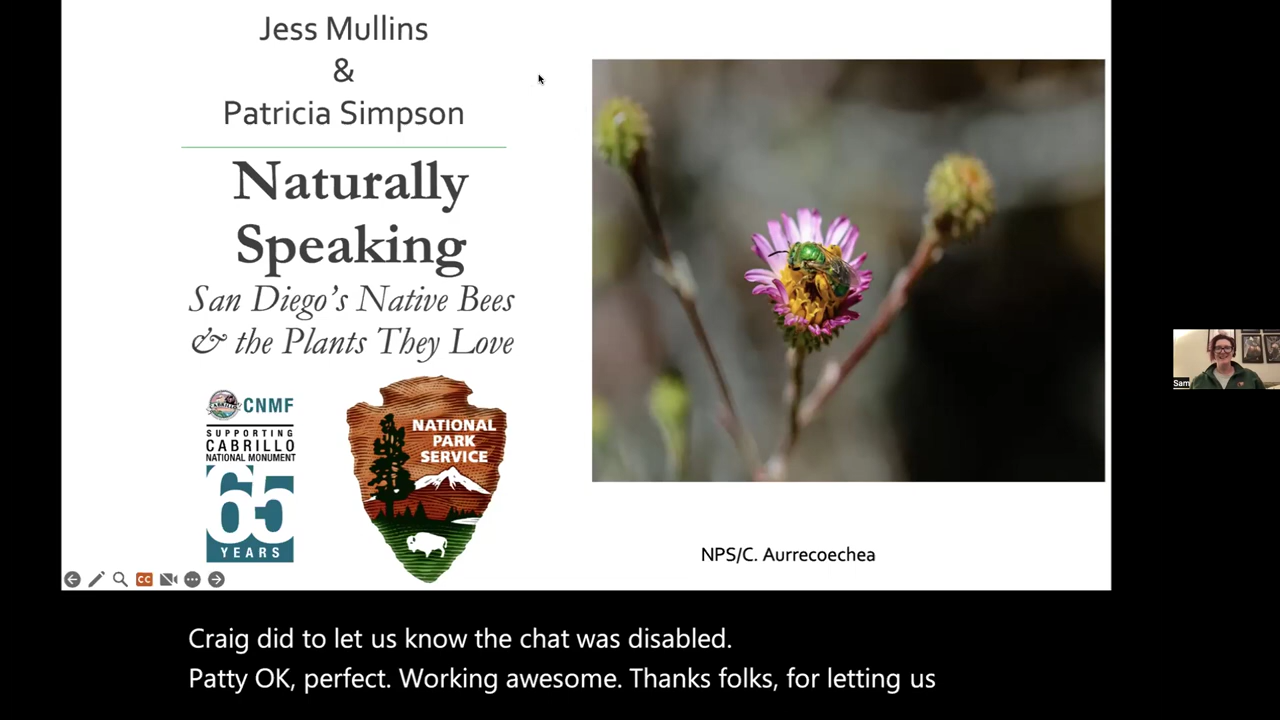 Jess Mullins
&
Patricia Simpson
Naturally
Speaking
San Diego's Native Bees
& the Plants They Love
CNMF
SUPPORTING
CABRILLO
NATIONAL MONUMENT
65
YEARS
NATIONAL
PARK
SERVICE
NPS/C. Aurrecoechea
CC
Sam
Craig did to let us know the chat was disabled.
Patty OK, perfect. Working awesome. Thanks folks, for letting us